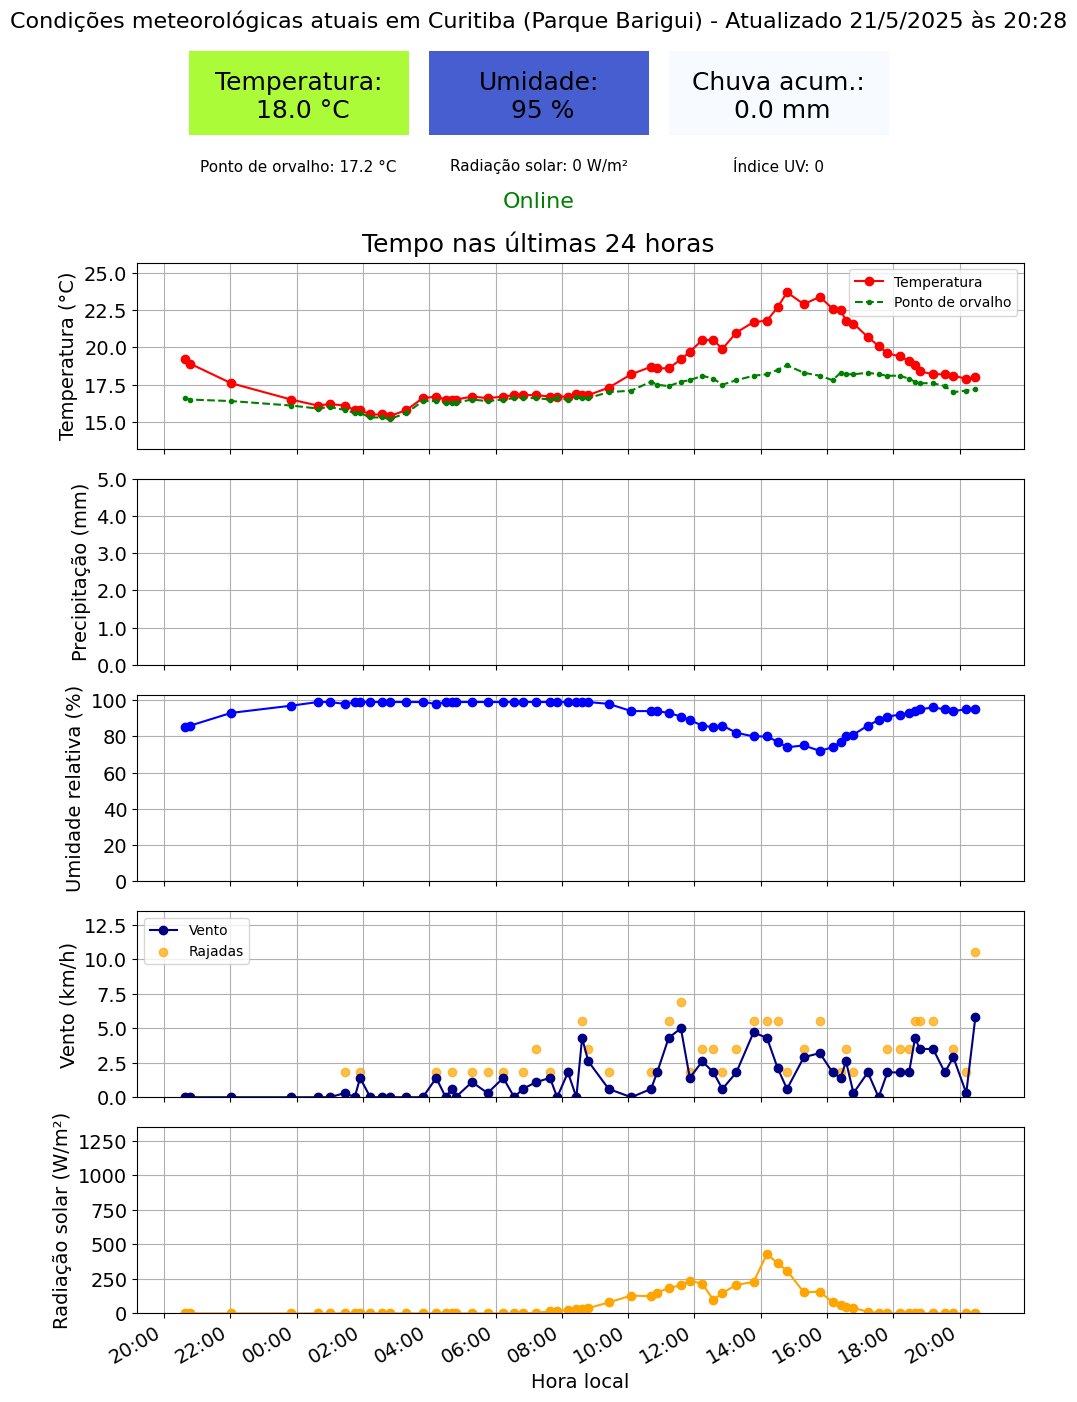 Condições meteorológicas atuais em Curitiba (Parque Barigui) - Atualizado 21/5/2025 às 20:28
Temperatura:
18.0 °C
Umidade:
95 %
Chuva acum.:
0.0 mm
Ponto de orvalho: 17.2 °C
Radiação solar: 0 W/m²
Índice UV: 0
Online
Tempo nas últimas 24 horas
Temperatura (°C)
25.0
22.5
20.0
17.5
15.0
Temperatura
Ponto de orvalho
Precipitação (mm)
5.0
4.0
3.0
2.0
1.0
0.0
Umidade relativa (%)
100
80
60
40
20
0
Vento (km/h)
12.5
10.0
7.5
5.0
2.5
0.0
Vento
Rajadas
Radiação solar (W/m²)
1250
1000
750
500
250
0
20:00 22:00 00:00 02:00 04:00 06:00 08:00 10:00 12:00 14:00 16:00 18:00 20:00
Hora local